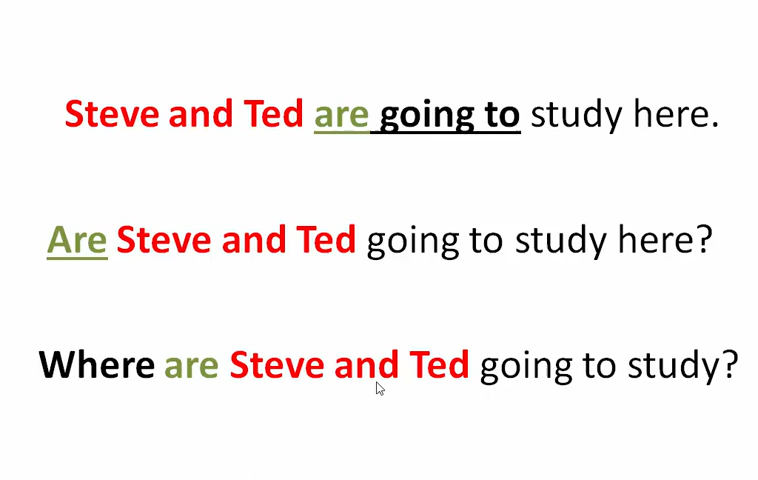 Steve and Ted are going to study here.
Are Steve and Ted going to study here?
Where are Steve and Ted going to study?